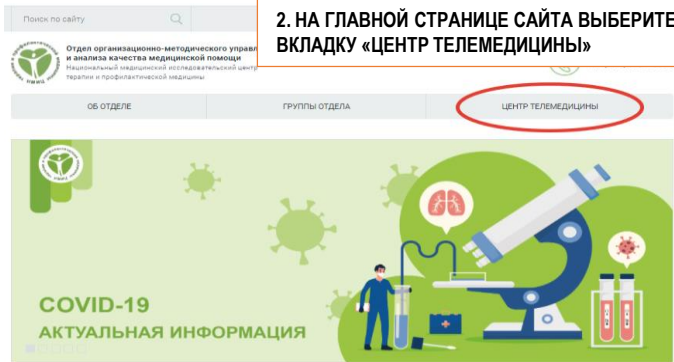 Поиск по сайту
2. НА ГЛАВНОЙ СТРАНИЦЕ САЙТА ВЫБЕРИТЕ
ВКЛАДКУ «ЦЕНТР ТЕЛЕМЕДИЦИНЫ»
Отдел организационно-методического управл
и анализа качества медицинской помощи
Национальный медицинский исследовательский центр
терапии и профилактической медицины
ОБ ОТДЕЛЕ
ГРУППЫ ОТДЕЛА
ЦЕНТР ТЕЛЕМЕДИЦИНЫ
COVID-19
АКТУАЛЬНАЯ ИНФОРМАЦИЯ